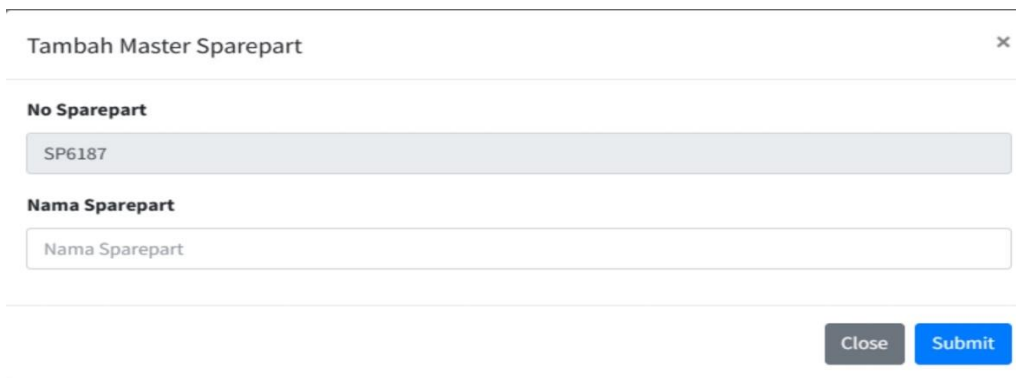 Tambah Master Sparepart
×
No Sparepart
SP6187
Nama Sparepart
Nama Sparepart
Close Submit